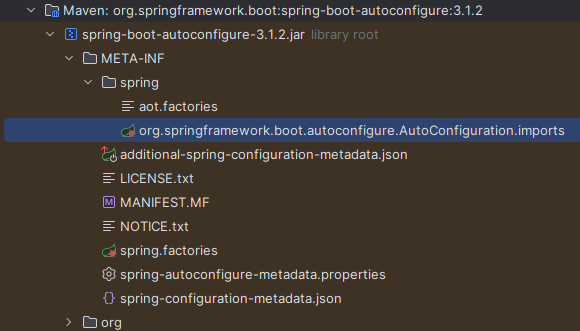 Maven: org.springframework.boot:spring-boot-autoconfigure:3.1.2
spring-boot-autoconfigure-3.1.2.jar library root
META-INF
spring
aot.factories
org.springframework.boot.autoconfigure.AutoConfiguration.imports
additional-spring-configuration-metadata.json
LICENSE.txt
MANIFEST.MF
NOTICE.txt
spring.factories
spring-autoconfigure-metadata.properties
spring-configuration-metadata.json
org